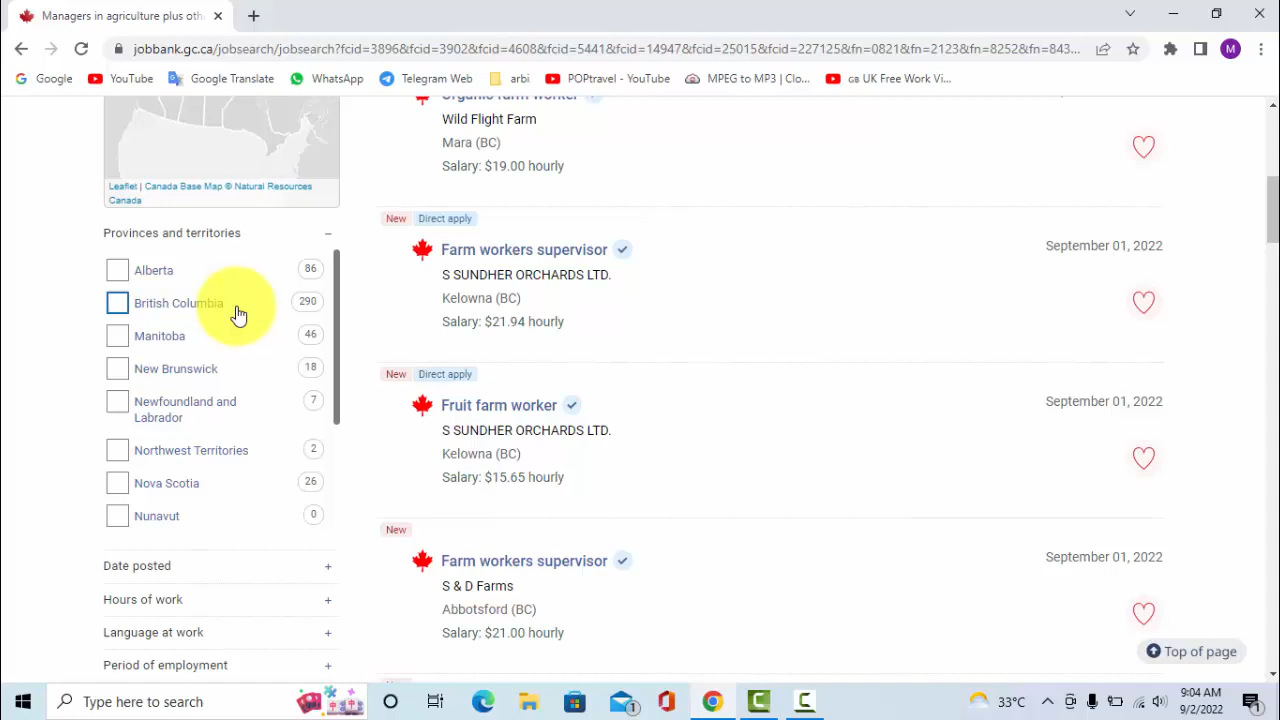 Managers in agriculture plus oth
jobbank.gc.ca/jobsearch/jobsearch?fcid=3896&fcid=3902&fcid=4608&fcid=5441&fcid=14947&fcid=25015&fcid=227125&fn=0821&fn=2123&fn=8252&fn=843...
M
Google
YouTube
Google Translate
WhatsApp
Telegram Web
arbi
POPtravel - YouTube
MPEG to MP3 | Clo...
GB UK Free Work Vi...
Leaflet | Canada Base Map © Natural Resources
Canada
Provinces and territories
Alberta 86
British Columbia 290
Manitoba 46
New Brunswick 18
Newfoundland and 7
Labrador
Northwest Territories 2
Nova Scotia 26
Nunavut 0
Date posted +
Hours of work +
Language at work +
Period of employment +
Organic farm worker
Wild Flight Farm
Mara (BC)
Salary: $19.00 hourly
New Direct apply
Farm workers supervisor September 01, 2022
S SUNDHER ORCHARDS LTD.
Kelowna (BC)
Salary: $21.94 hourly
New Direct apply
Fruit farm worker September 01, 2022
S SUNDHER ORCHARDS LTD.
Kelowna (BC)
Salary: $15.65 hourly
New
Farm workers supervisor September 01, 2022
S & D Farms
Abbotsford (BC)
Salary: $21.00 hourly
Top of page
Type here to search
1
33°C
9:04 AM
9/2/2022
1